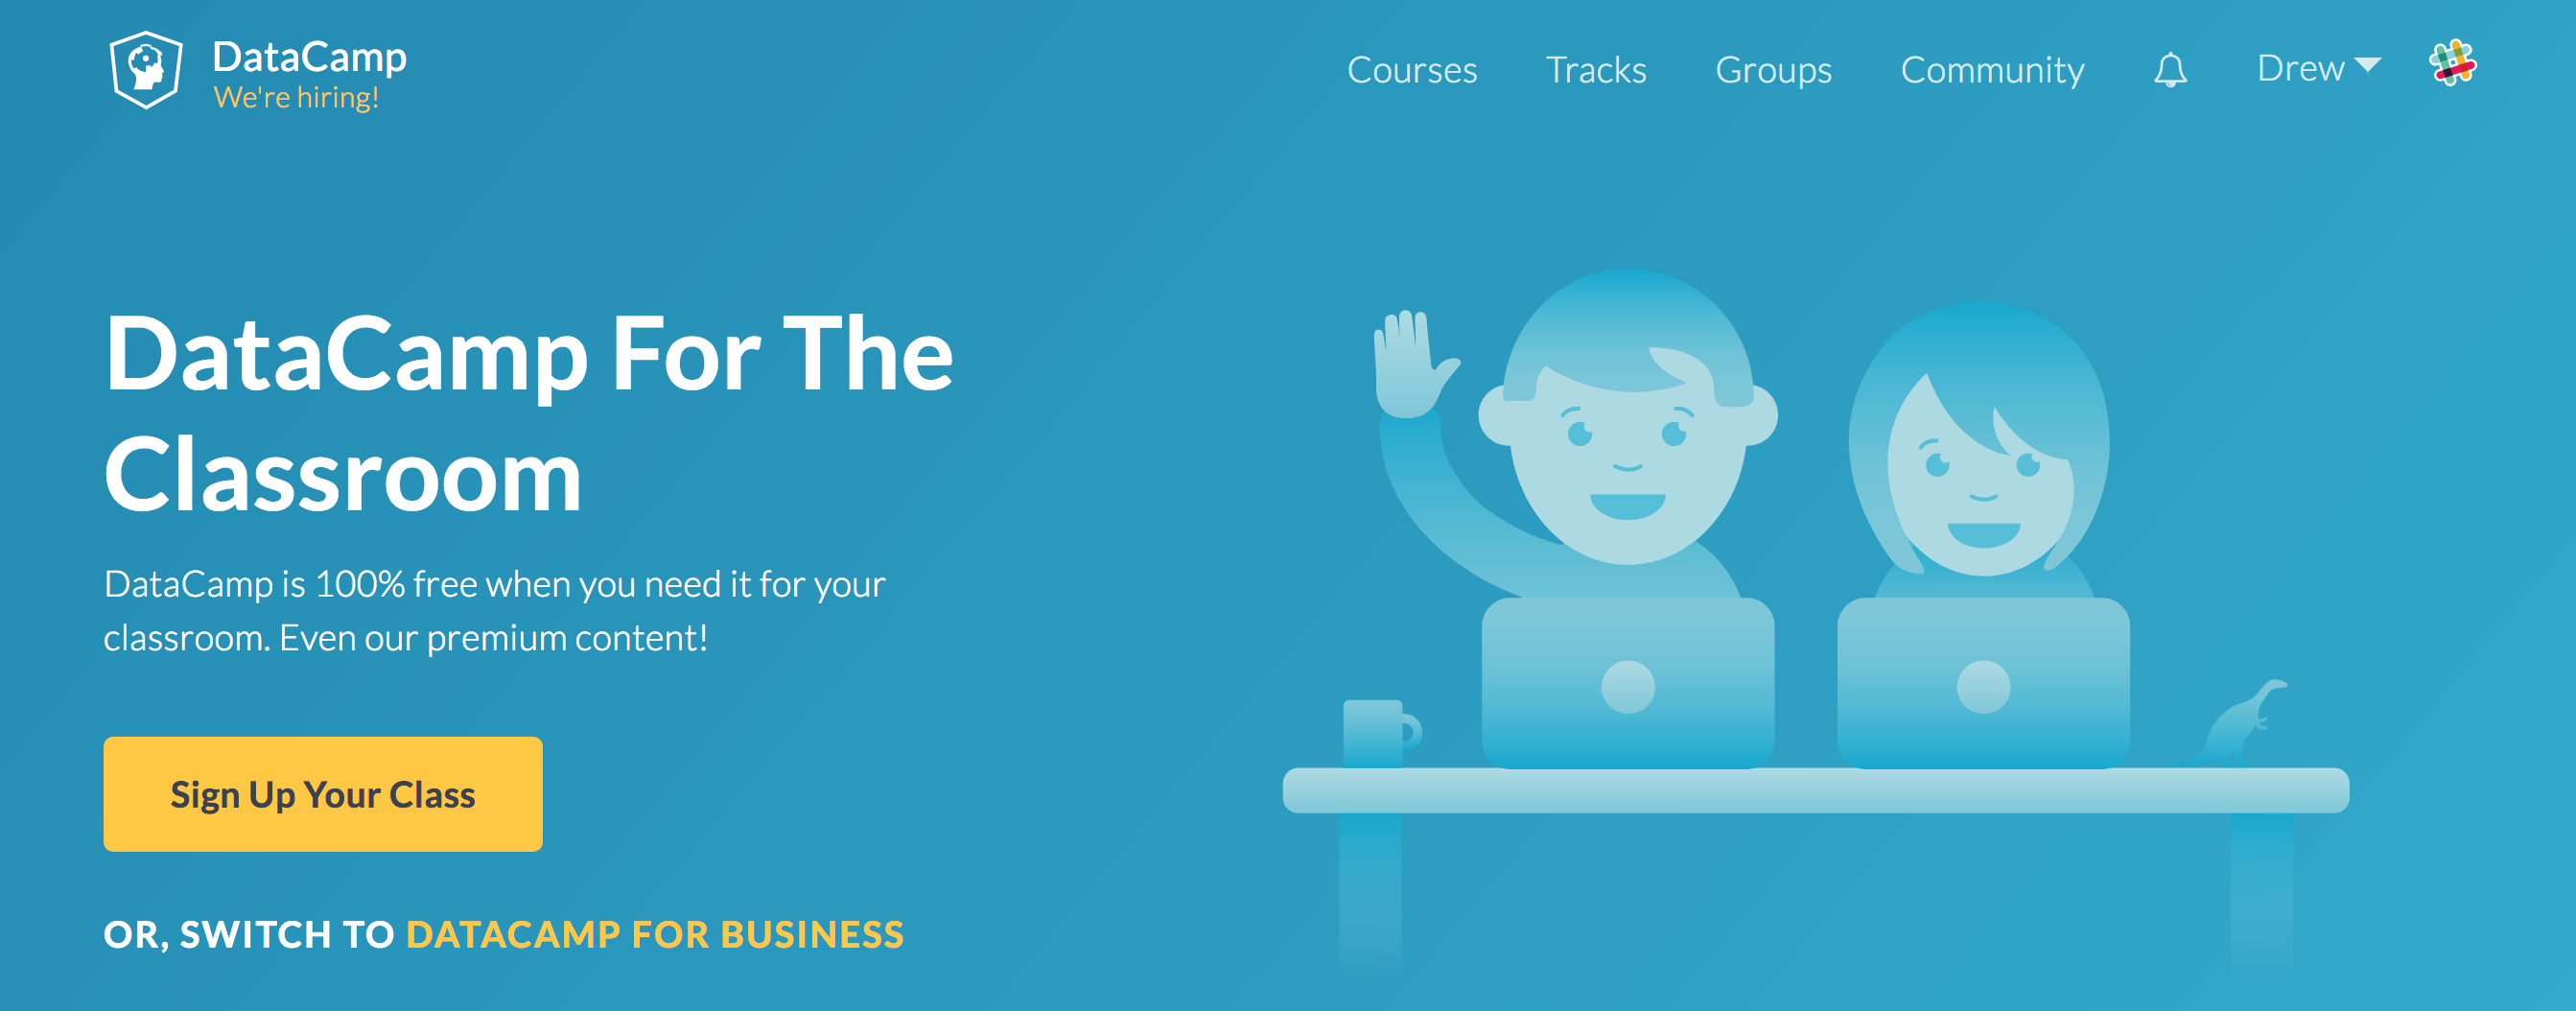 DataCamp
We're hiring!
Courses Tracks Groups Community Drew
DataCamp For The
Classroom
DataCamp is 100% free when you need it for your
classroom. Even our premium content!
Sign Up Your Class
OR, SWITCH TO DATACAMP FOR BUSINESS